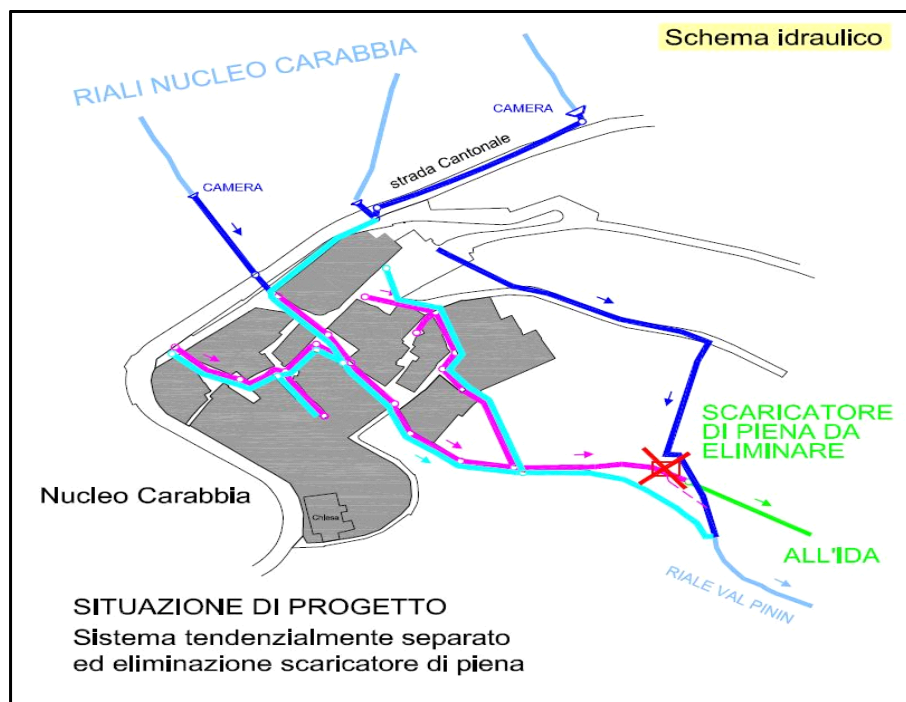 Schema idraulico
RIALI NUCLEO CARABBIA
CAMERA
strada Cantonale
CAMERA
SCARICATORE
DI PIENA DA
ELIMINARE
Nucleo Carabbia
Chiesa
ALL'IDA
RIALE VAL PININ
SITUAZIONE DI PROGETTO
Sistema tendenzialmente separato
ed eliminazione scaricatore di piena